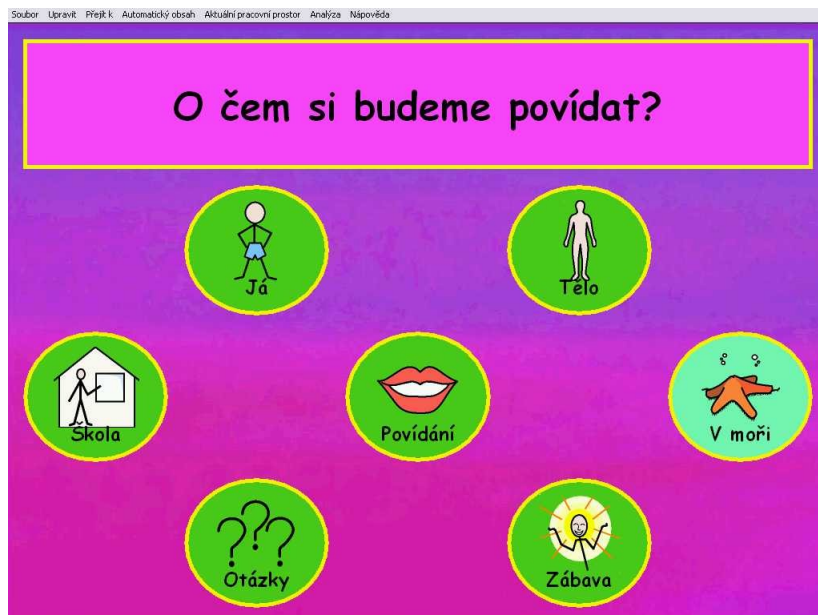 Soubor Upravit Přejít k Automatický obsah Aktuální pracovní prostor Analýza Nápověda
O čem si budeme povídat?
Já
Tělo
Škola
Povídání
V moři
???
Otázky
Zábava